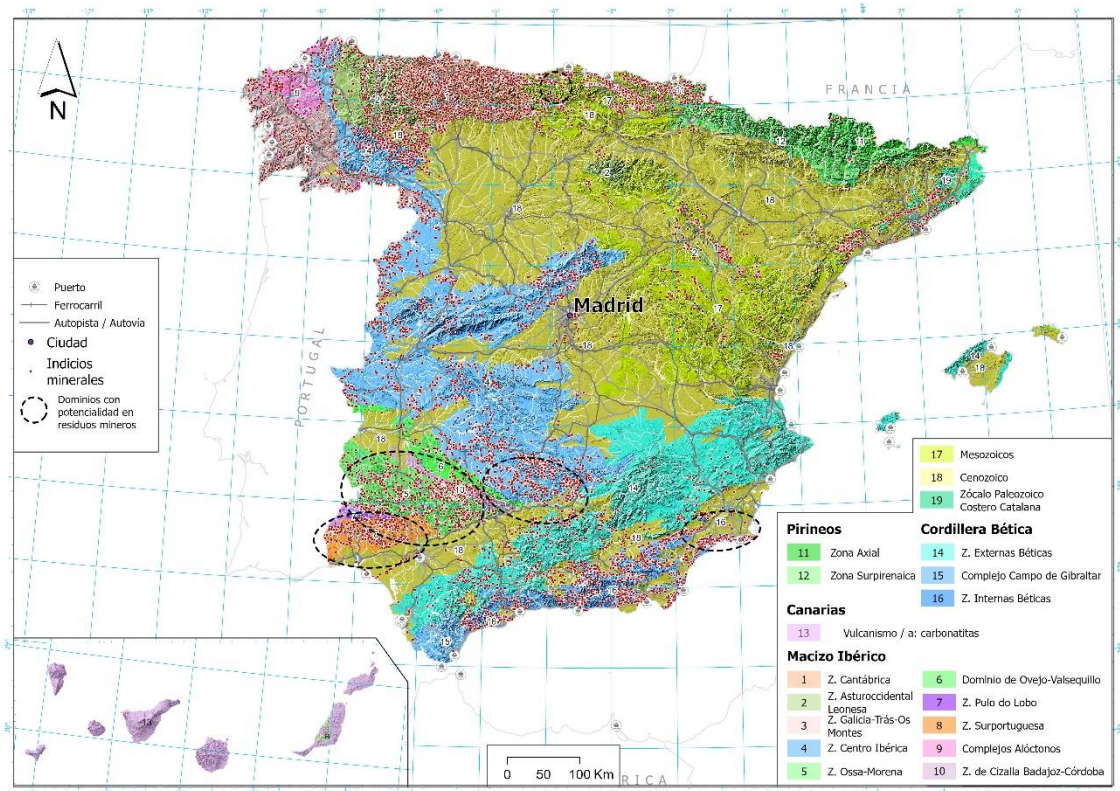 N
FRANCIA
PORTUGAL
Madrid
Puerto
Ferrocarril
Autopista / Autovía
Ciudad
Indicios
minerales
Dominios con
potencialidad en
residuos mineros
17 Mesozoicos
18 Cenozoico
19 Zócalo Paleozoico
Costero Catalana
Pirineos
11 Zona Axial
12 Zona Surpirenaica
Cordillera Bética
14 Z. Externas Béticas
15 Complejo Campo de Gibraltar
16 Z. Internas Béticas
Canarias
13 Vulcanismo / a: carbonatitas
Macizo Ibérico
1 Z. Cantábrica
2 Z. Asturoccidental
Leonesa
3 Z. Galicia-Trás-Os
Montes
4 Z. Centro Ibérica
5 Z. Ossa-Morena
6 Dominio de Ovejo-Valsequillo
7 Z. Pulo do Lobo
8 Z. Surportuguesa
9 Complejos Alóctonos
10 Z. de Cizalla Badajoz-Córdoba
0 50 100 Km
RICA